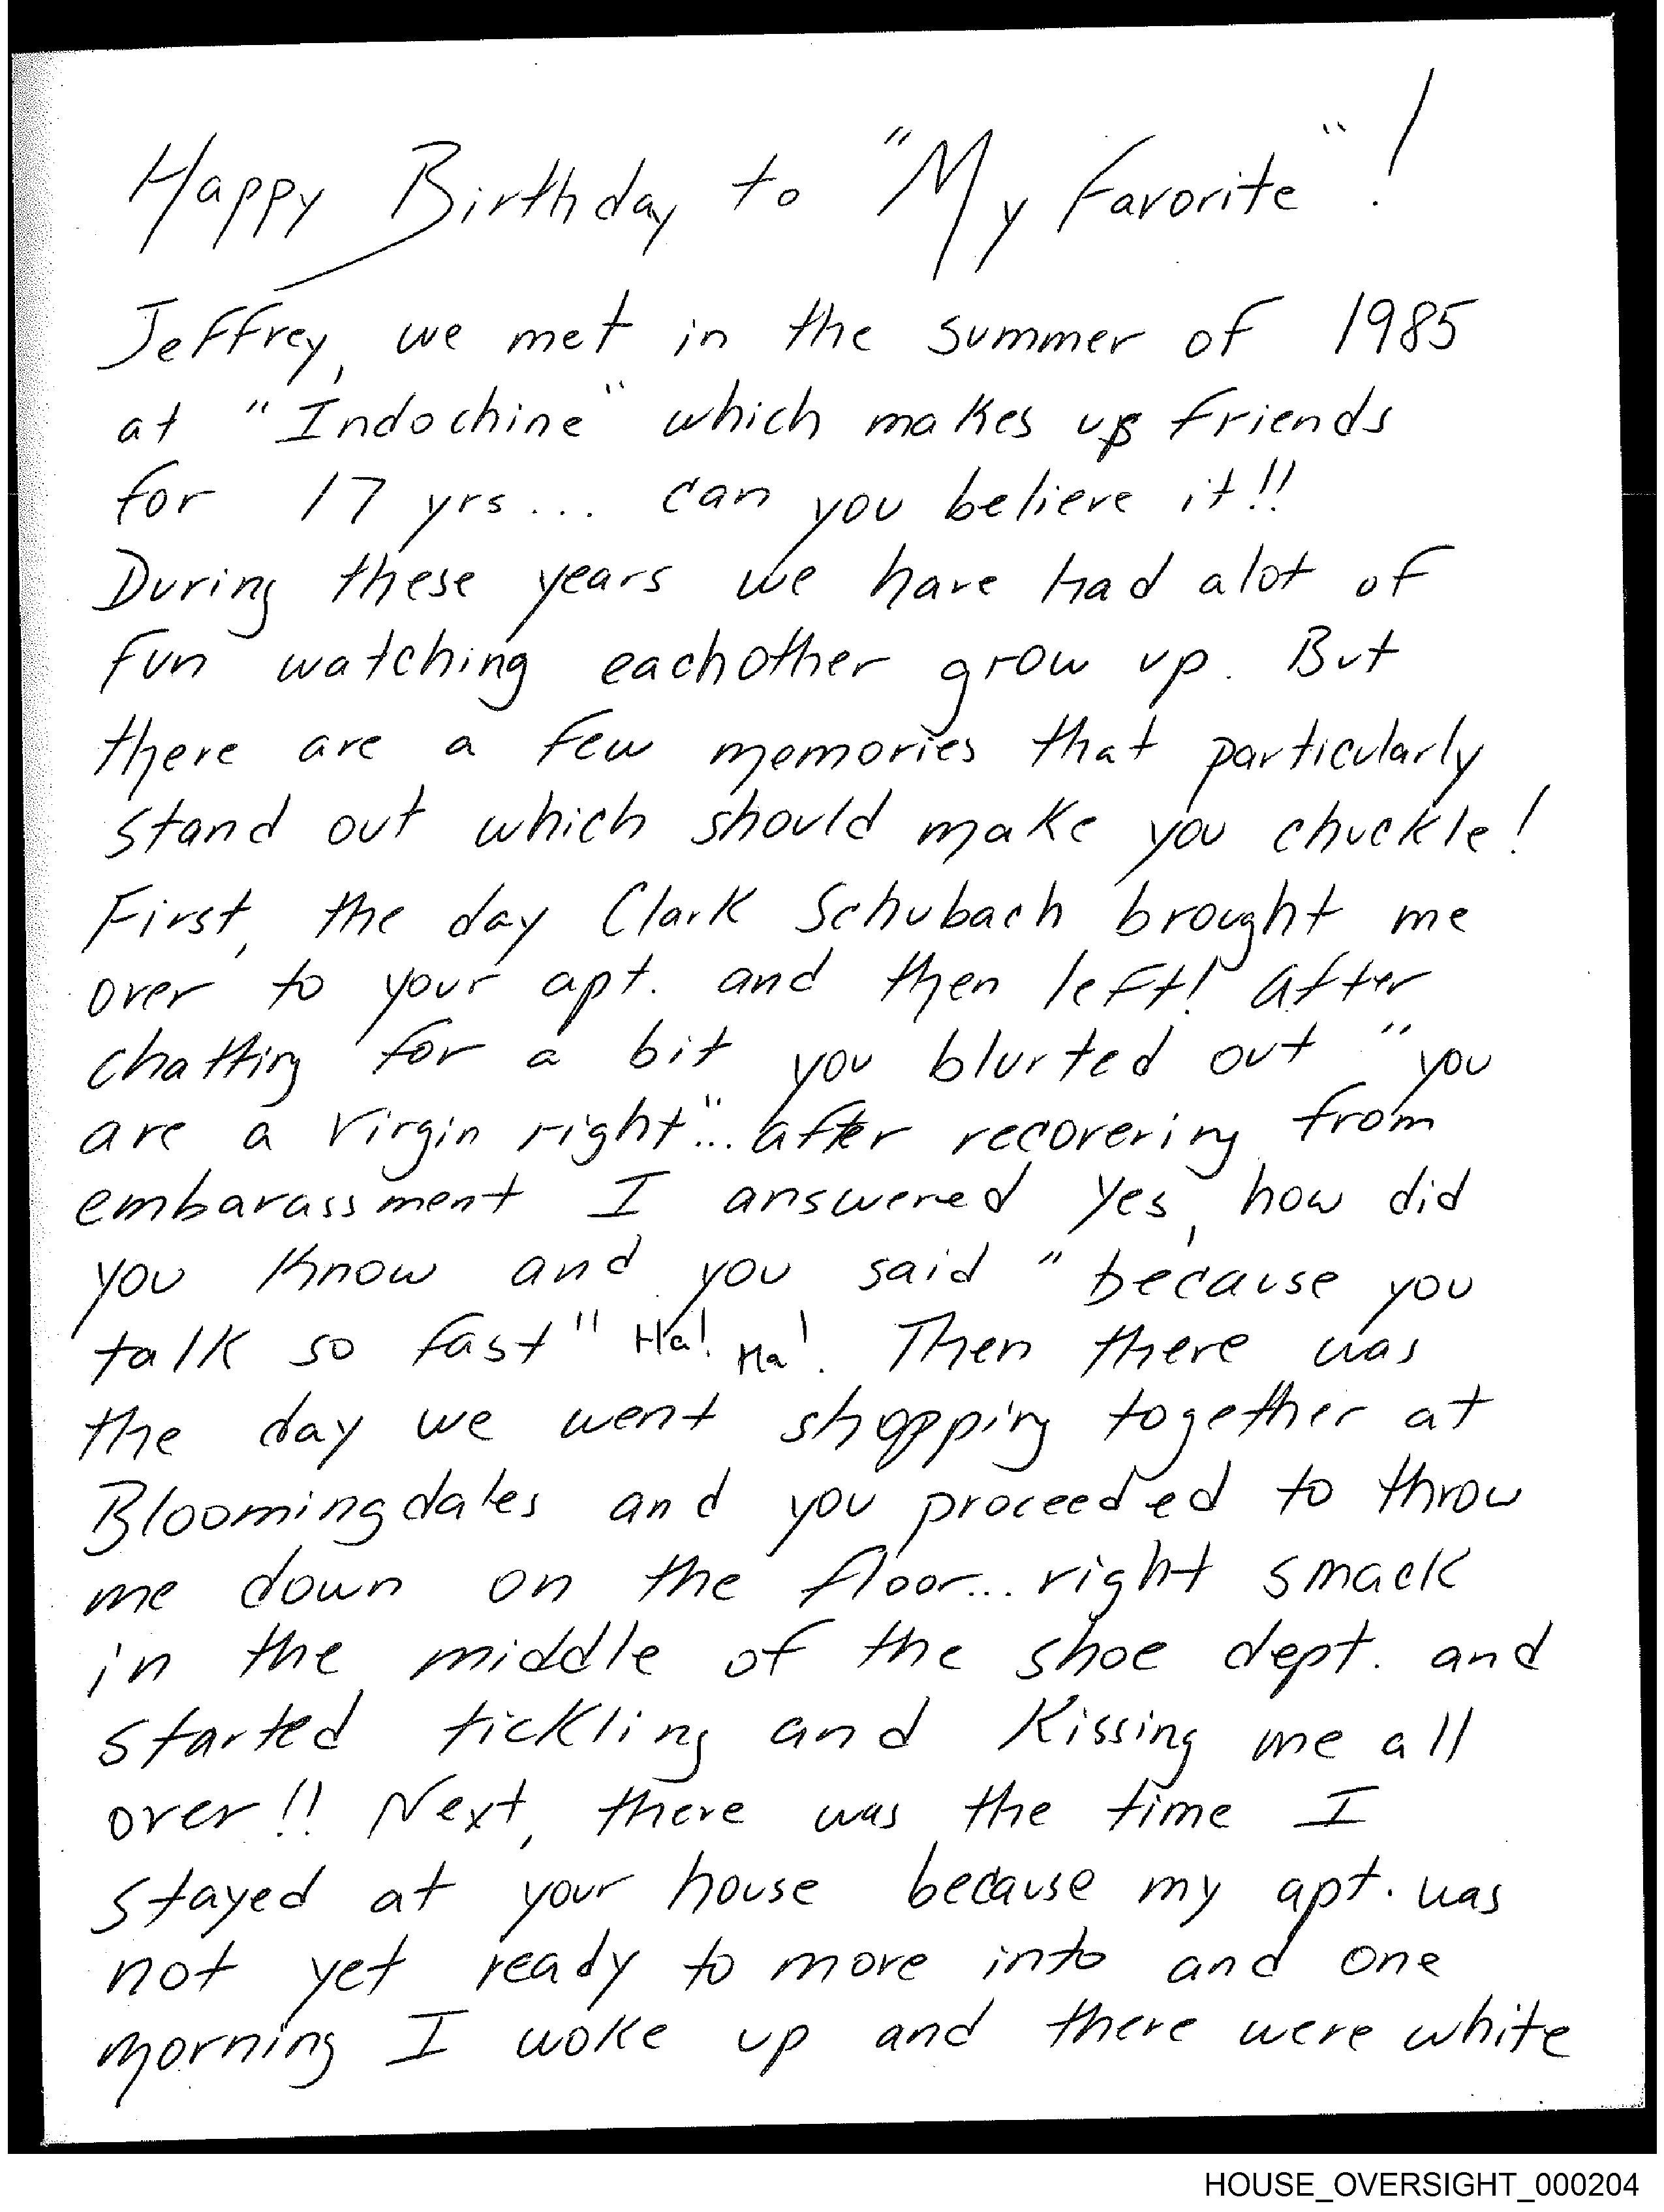 Happy Birthday to "My Favorite"!
Jeffrey, we met in the summer of 1985
at "Indochine" which makes us friends
for 17 yrs... can you believe it!!
During these years we have had alot of
fun watching eachother grow up. But
there are a few memories that particularly
stand out which should make you chuckle!
First, the day Clark Schubach brought me
over to your apt. and then left! After
chatting for a bit you blurted out "you
are a virgin right"... after recovering from
embarassment I answered yes, how did
you know and you said "because you
talk so fast" Ha! Ha!. Then there was
the day we went shopping together at
Bloomingdales and you proceeded to throw
me down on the floor... right smack
in the middle of the shoe dept. and
started tickling and kissing me all
over!! Next, there was the time I
stayed at your house because my apt. was
not yet ready to move into and one
morning I woke up and there were white
HOUSE_OVERSIGHT_000204